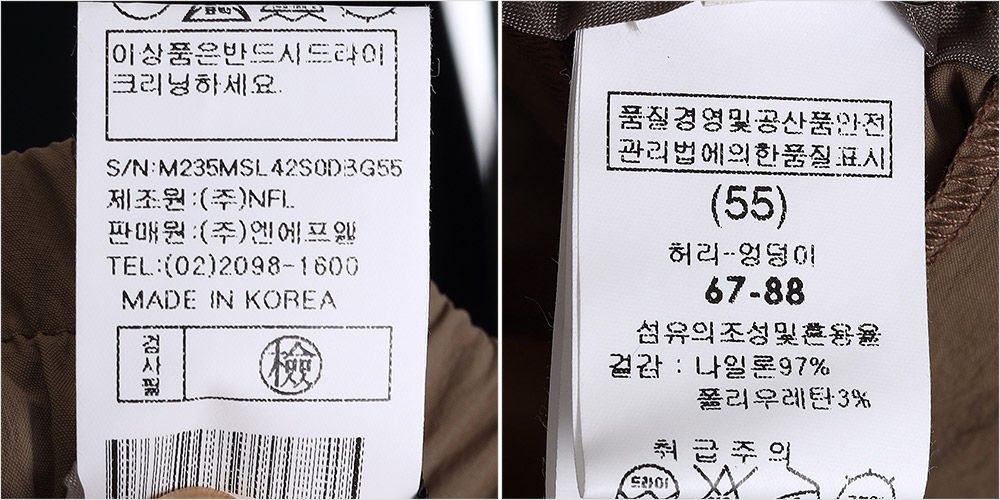 이상품은반드시드라이
크리닝하세요.
S/N:M235MSL42S0DBG55
제조원:(주)NFL
판매원:(주)엔에프엘
TEL:(02)2098-1600
MADE IN KOREA
검사필
檢
품질경영및공산품안전
관리법에의한품질표시
(55)
허리-엉덩이
67-88
섬유의조성및혼용율
겉감 : 나일론97%
폴리우레탄3%
취급주의
드라이